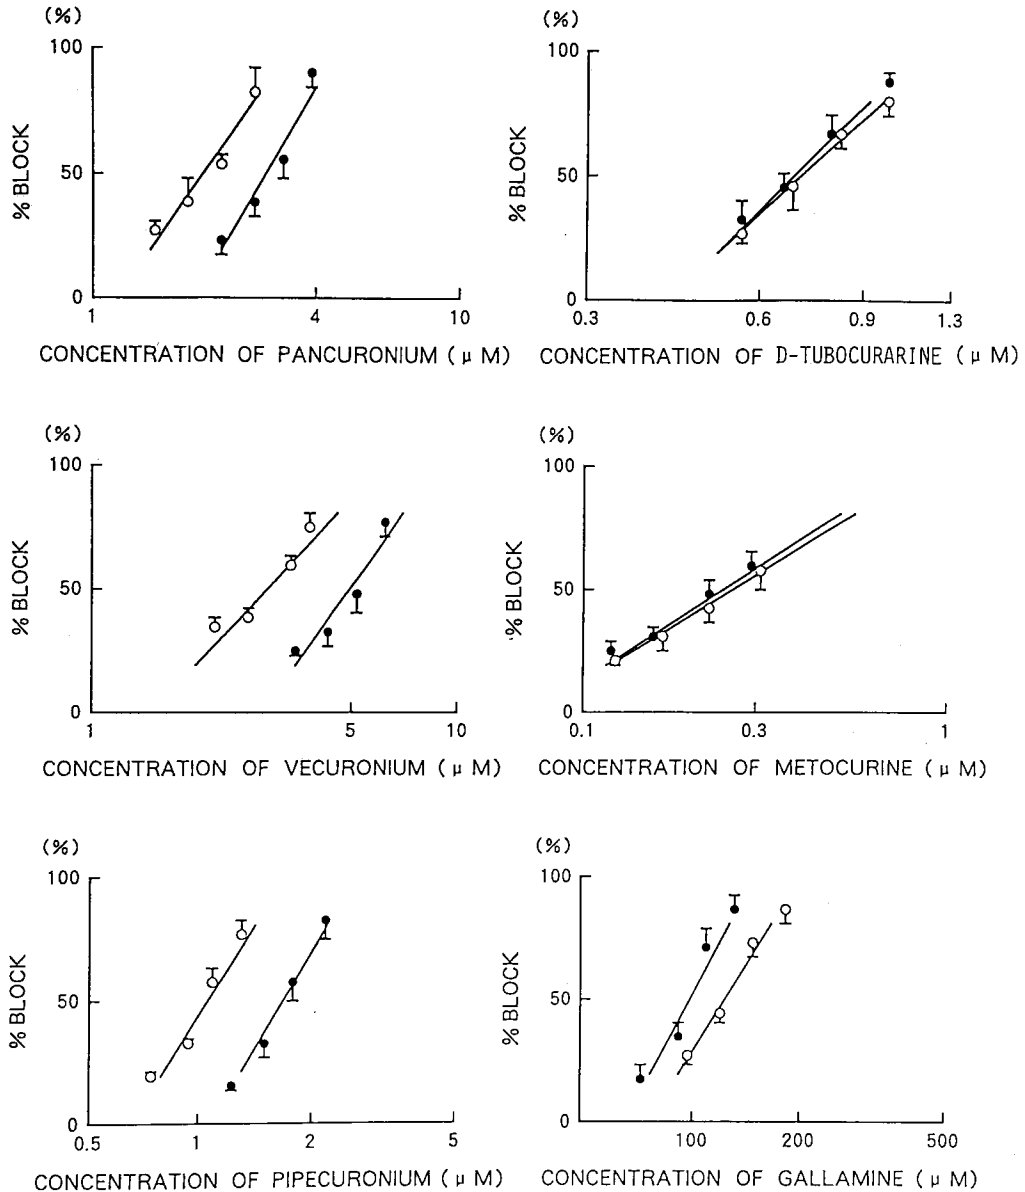 (%)
100
% BLOCK
50
0
1 4 10
CONCENTRATION OF PANCURONIUM (μ M)
(%)
100
% BLOCK
50
0
0.3 0.6 0.9 1.3
CONCENTRATION OF D-TUBOCURARINE (μ M)
(%)
100
% BLOCK
50
0
1 5 10
CONCENTRATION OF VECURONIUM (μ M)
(%)
100
% BLOCK
50
0
0.1 0.3 1
CONCENTRATION OF METOCURINE (μ M)
(%)
100
% BLOCK
50
0
0.5 1 2 5
CONCENTRATION OF PIPECURONIUM (μ M)
(%)
100
% BLOCK
50
0
100 200 500
CONCENTRATION OF GALLAMINE (μ M)